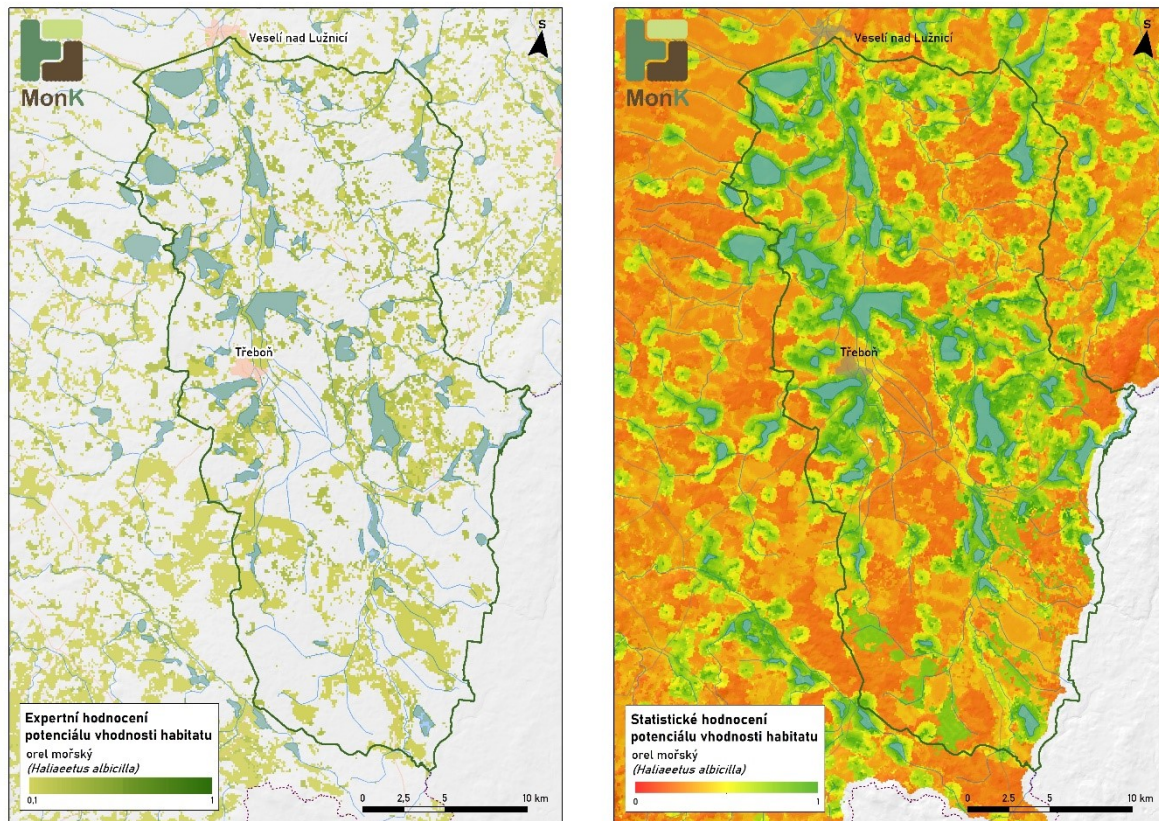 MonK
Veselí nad Lužnicí
S
Třeboň
Expertní hodnocení
potenciálu vhodnosti habitatu
orel mořský
(Haliaeetus albicilla)
0,1 1
0 2,5 5 10 km
MonK
Veselí nad Lužnicí
S
Třeboň
Statistické hodnocení
potenciálu vhodnosti habitatu
orel mořský
(Haliaeetus albicilla)
0 1
0 2,5 5 10 km